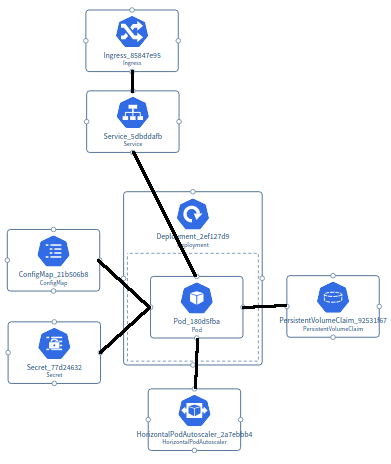 Ingress_85847e95
Ingress
Service_5dbddafb
Service
Deployment_2ef127d9
Deployment
ConfigMap_21b506b8
ConfigMap
Pod_180d5fba
Pod
PersistentVolumeClaim_92531f67
PersistentVolumeClaim
Secret_77d24632
Secret
HorizontalPodAutoscaler_2a7ebbb4
HorizontalPodAutoscaler